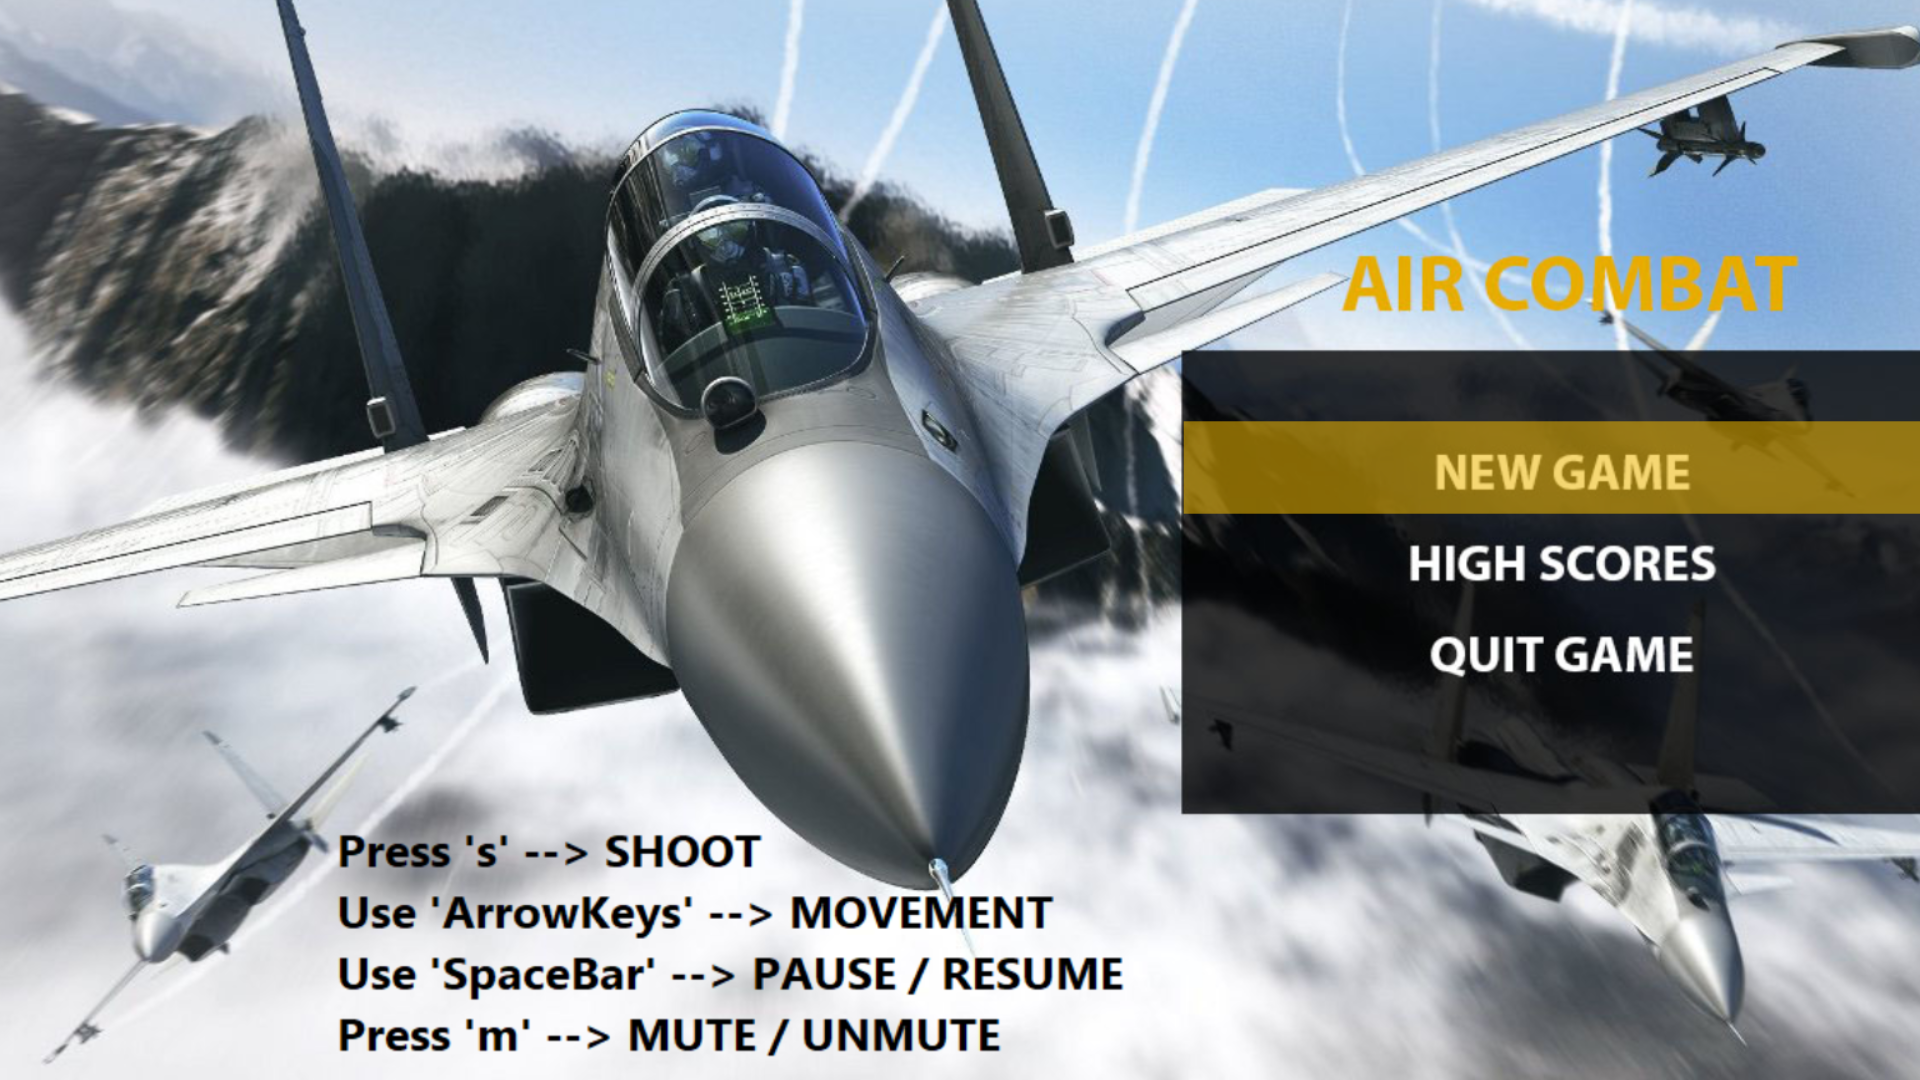 AIR COMBAT
NEW GAME
HIGH SCORES
QUIT GAME
Press 's' --> SHOOT
Use 'ArrowKeys' --> MOVEMENT
Use 'SpaceBar' --> PAUSE / RESUME
Press 'm' --> MUTE / UNMUTE